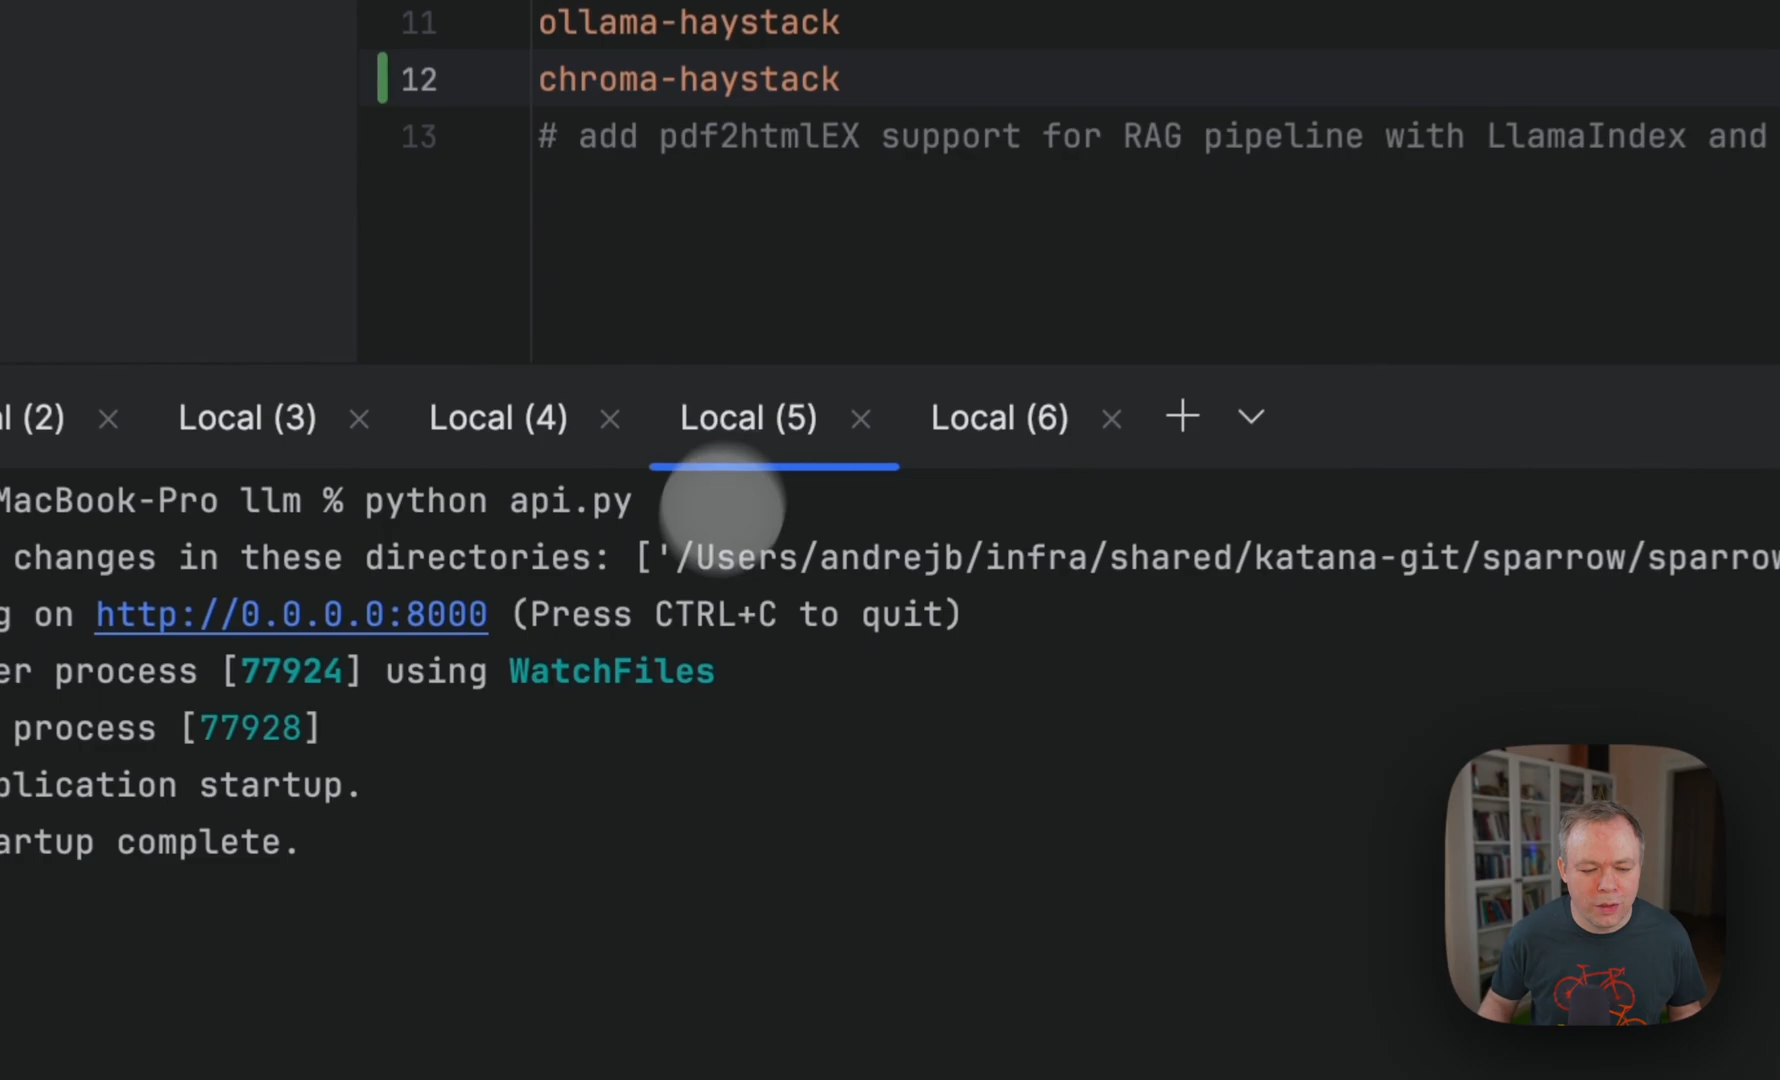 11 ollama-haystack
12 chroma-haystack
13 # add pdf2htmlEX support for RAG pipeline with LlamaIndex and
(2) Local (3) Local (4) Local (5) Local (6)
MacBook-Pro llm % python api.py
changes in these directories: ['/Users/andrejb/infra/shared/katana-git/sparrow/sparrow
on http://0.0.0.0:8000 (Press CTRL+C to quit)
process [77924] using WatchFiles
process [77928]
startup.
complete.